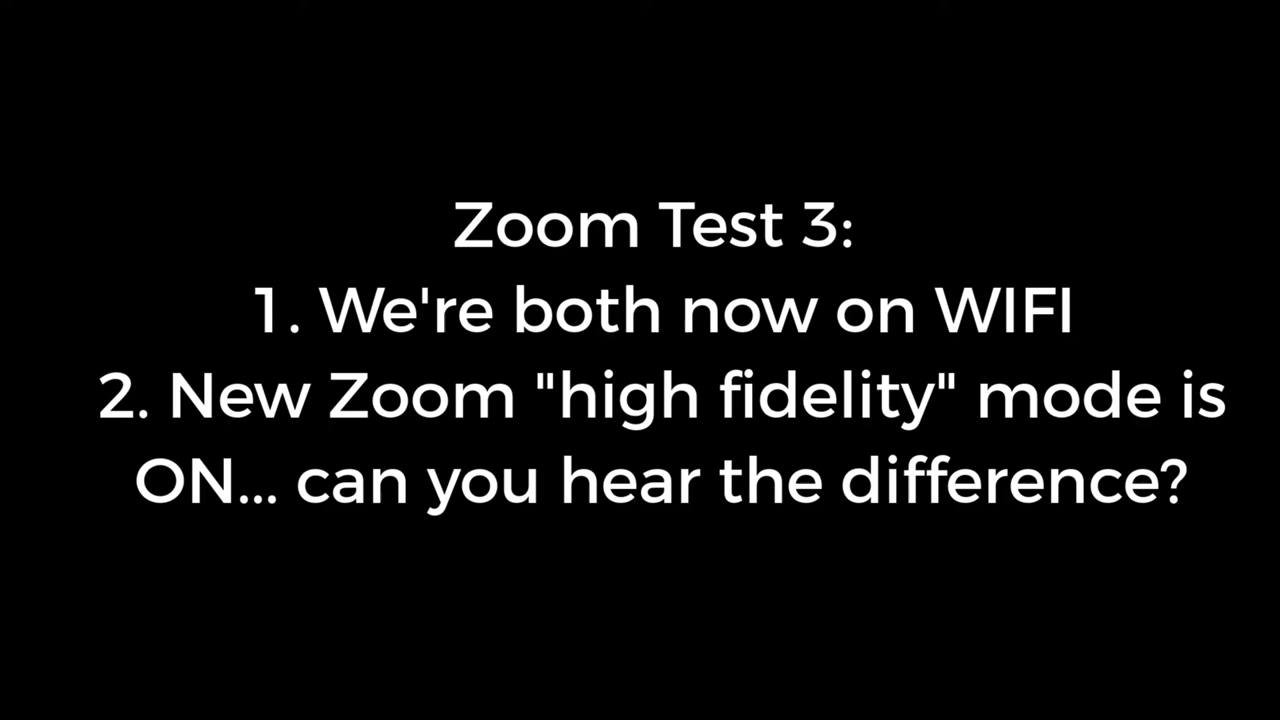 Zoom Test 3:
1. We're both now on WIFI
2. New Zoom "high fidelity" mode is
ON... can you hear the difference?